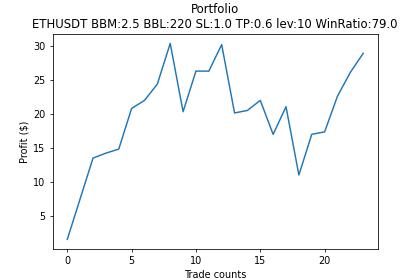 Portfolio
ETHUSDT BBM:2.5 BBL:220 SL:1.0 TP:0.6 lev:10 WinRatio:79.0
Profit ($)
30
25
20
15
10
5
0 5 10 15 20
Trade counts